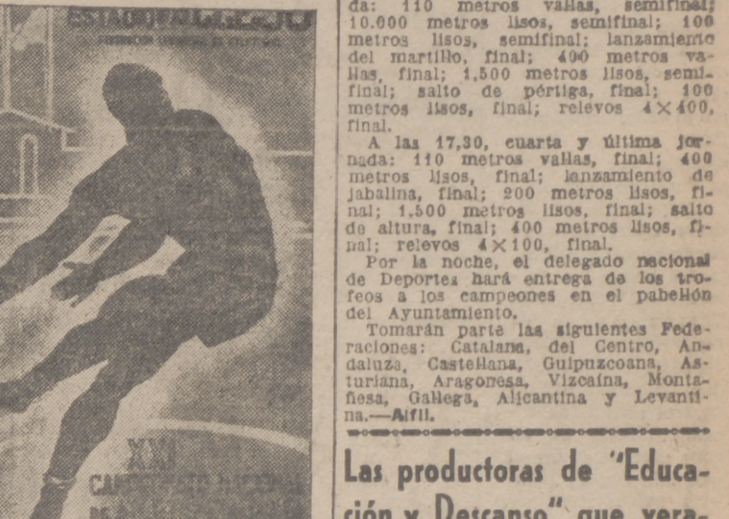 ESTADIO
FEDERACION
XXI
CAMPEONATO NACIONAL
da: 110 metros vallas, semifinal;
10.000 metros lisos, semifinal; 100
metros lisos, semifinal; lanzamiento
del martillo, final; 400 metros va-
llas, final; 1,500 metros lisos, semi-
final; salto de pértiga, final; 100
metros lisos, final; relevos 4×400,
final.
A las 17,30, cuarta y última jor-
nada: 110 metros vallas, final; 400
metros lisos, final; lanzamiento de
jabalina, final; 200 metros lisos, fi-
nal; 1.500 metros lisos, final; salto
de altura, final; 400 metros lisos, fi-
nal; relevos 4×100, final.
Por la noche, el delegado nacional
de Deportes hará entrega de los tro-
feos a los campeones en el pabellón
del Ayuntamiento.
Tomarán parte las siguientes Fede-
raciones: Catalana, del Centro, An-
daluza, Castellana, Guipuzcoana, As-
turiana, Aragonesa, Vizcaína, Monta-
ñesa, Gallega, Alicantina y Levanti-
na.—Alfil.
Las productoras de "Educa-
ción y Descanso" que vera-